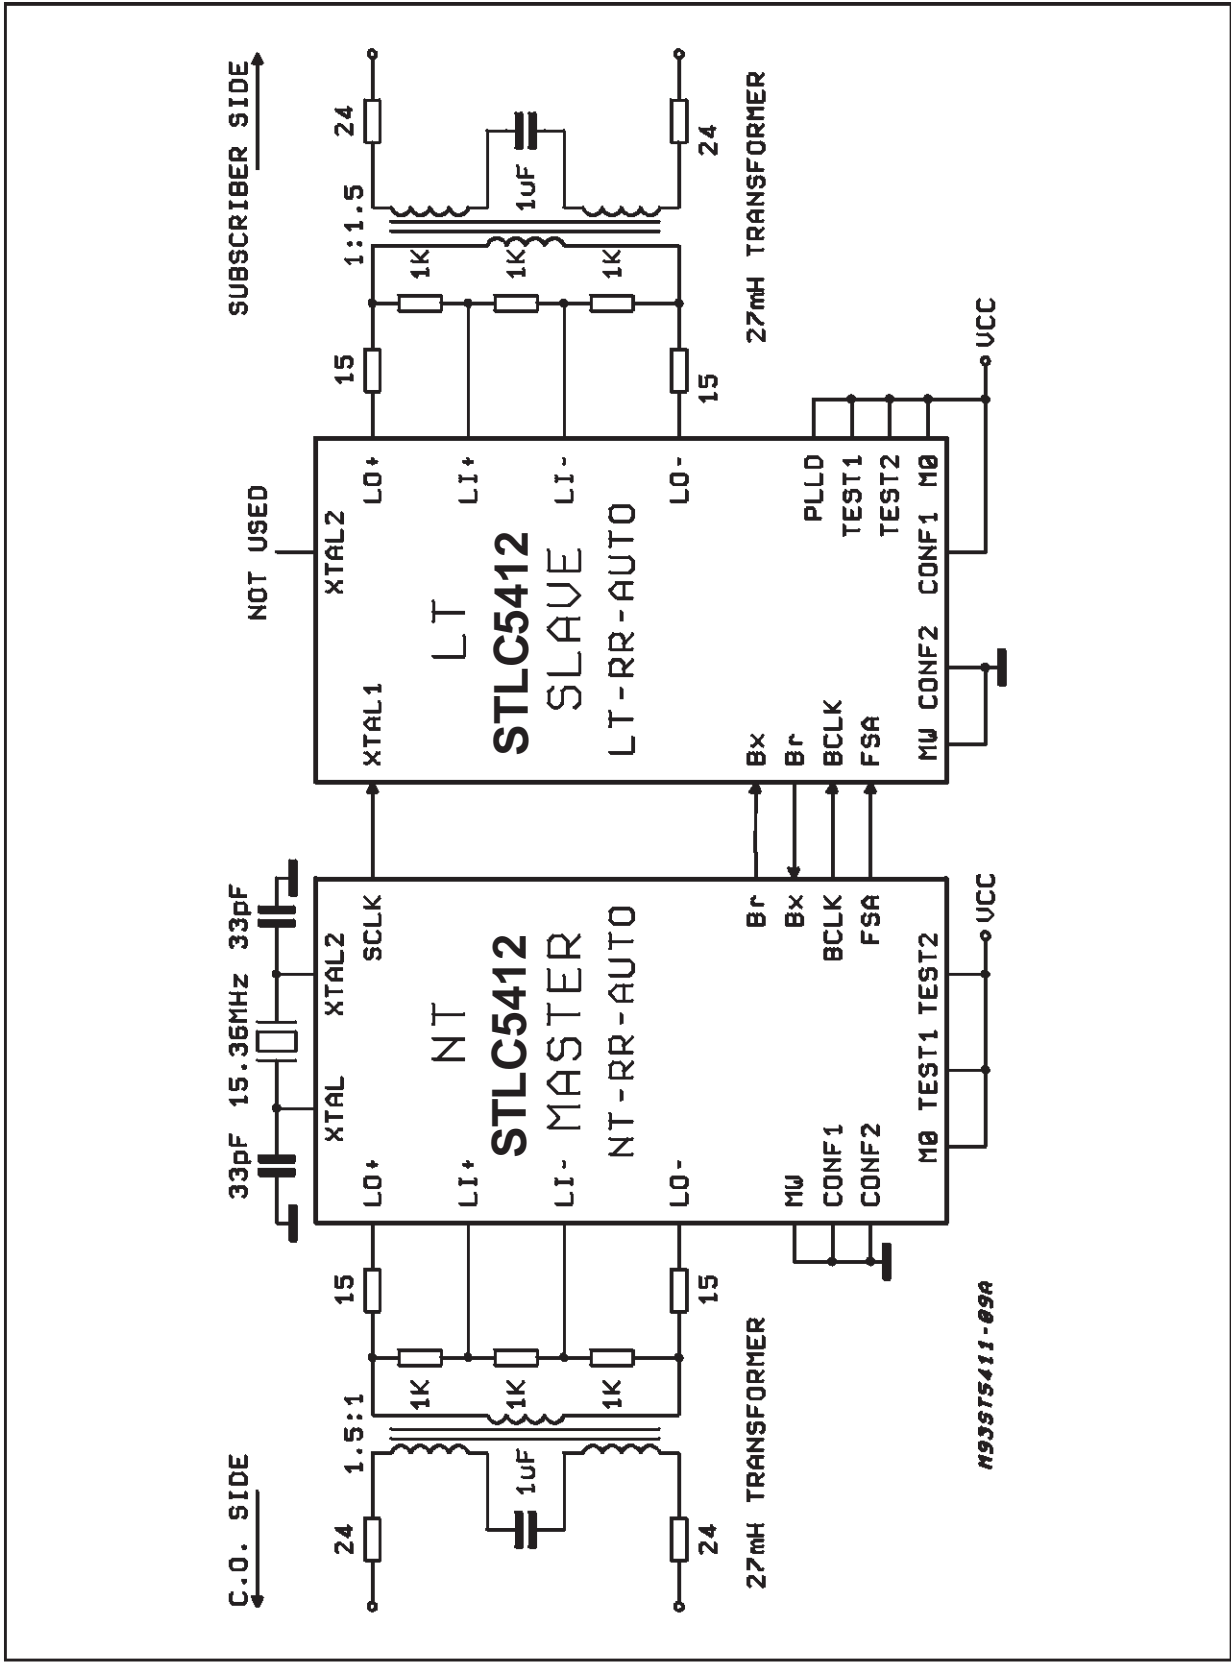 C.O. SIDE
SUBSCRIBER SIDE
33pF 15.36MHz 33pF
NOT USED
24
1.5:1
15
XTAL
XTAL2
XTAL1
XTAL2
15
1:1.5
24
LO+
SCLK
LO+
1K
LI+
NT
LT
LI+
1K
1uF
1K
STLC5412
STLC5412
1K
1uF
LI-
MASTER
SLAVE
LI-
1K
NT-RR-AUTO
LT-RR-AUTO
1K
24
15
LO-
LO-
15
24
27mH TRANSFORMER
Br
Bx
27mH TRANSFORMER
MW
Bx
Br
PLLD
CONF1
BCLK
BCLK
TEST1
CONF2
FSA
FSA
TEST2
M0 TEST1 TEST2
MW CONF2 CONF1 M0
VCC
VCC
M93ST5411-09A